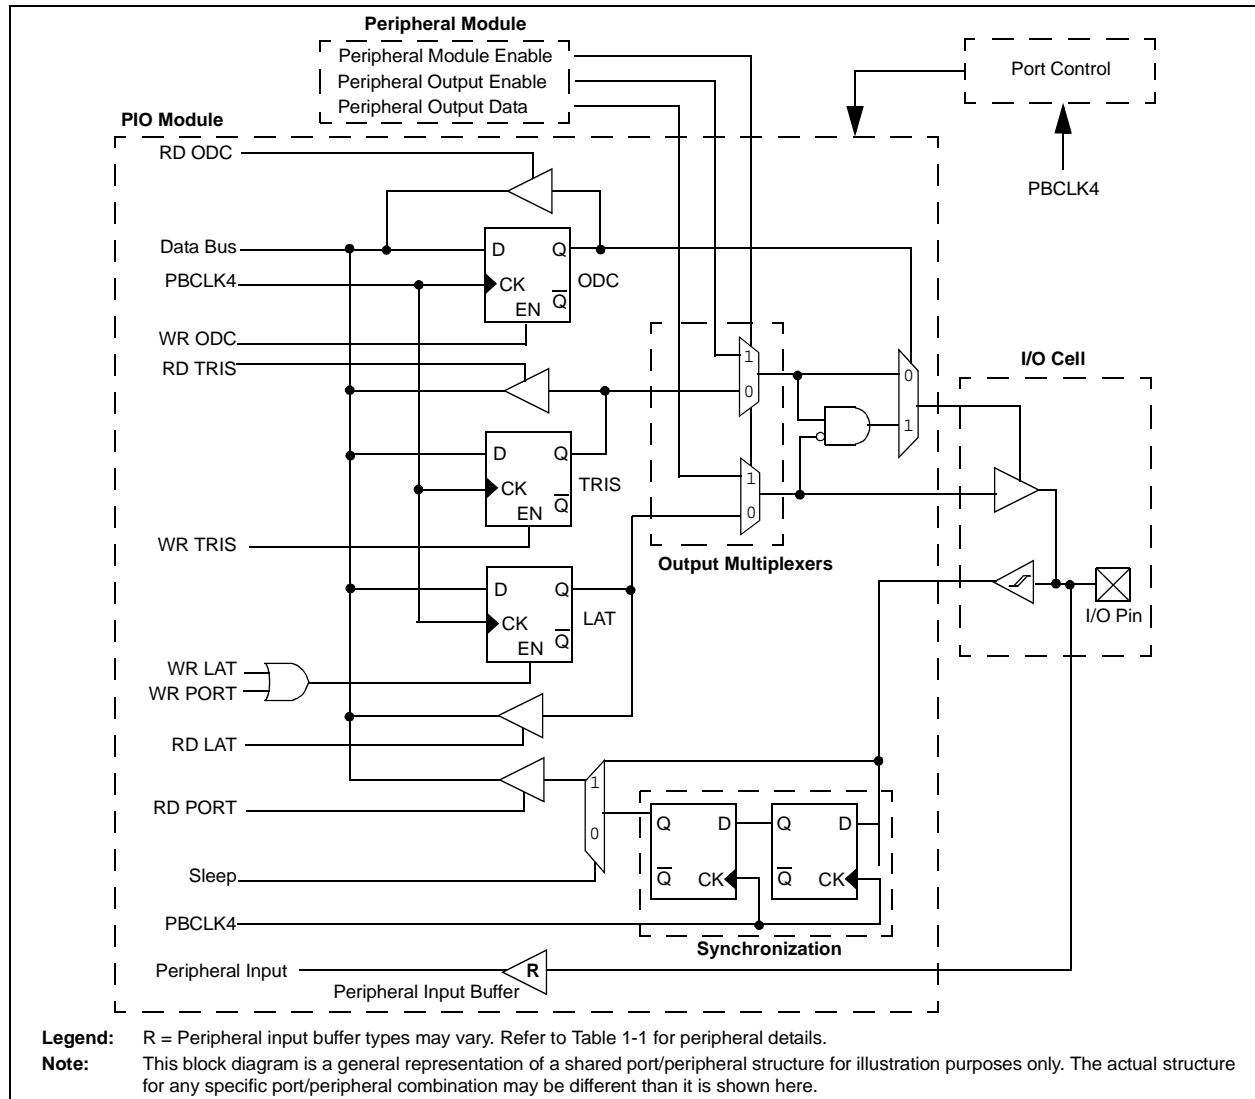 Peripheral Module
Peripheral Module Enable
Peripheral Output Enable
Peripheral Output Data
Port Control
PBCLK4
PIO Module
RD ODC
Data Bus
D
Q
ODC
PBCLK4
CK
EN
Q
WR ODC
RD TRIS
1
0
0
1
I/O Cell
D
Q
TRIS
CK
EN
Q
WR TRIS
1
0
Output Multiplexers
D
Q
LAT
CK
EN
Q
I/O Pin
WR LAT
WR PORT
RD LAT
RD PORT
1
0
Q
D
Q
D
Q
CK
Q
CK
Sleep
PBCLK4
Synchronization
Peripheral Input
R
Peripheral Input Buffer
Legend: R = Peripheral input buffer types may vary. Refer to Table 1-1 for peripheral details.
Note: This block diagram is a general representation of a shared port/peripheral structure for illustration purposes only. The actual structure
for any specific port/peripheral combination may be different than it is shown here.